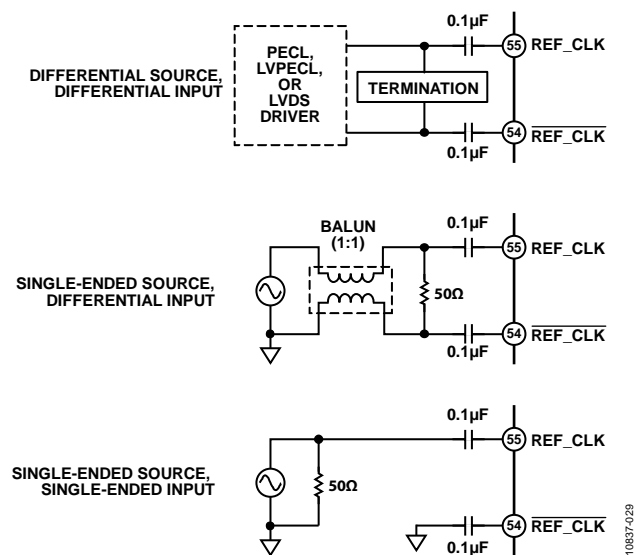 0.1µF
PECL,
LVPECL,
OR
LVDS
DRIVER
55 REF_CLK
DIFFERENTIAL SOURCE,
DIFFERENTIAL INPUT
TERMINATION
54 REF_CLK
0.1µF
BALUN
(1:1)
0.1µF
55 REF_CLK
SINGLE-ENDED SOURCE,
DIFFERENTIAL INPUT
50Ω
54 REF_CLK
0.1µF
0.1µF
55 REF_CLK
SINGLE-ENDED SOURCE,
SINGLE-ENDED INPUT
50Ω
54 REF_CLK
0.1µF
10837-029